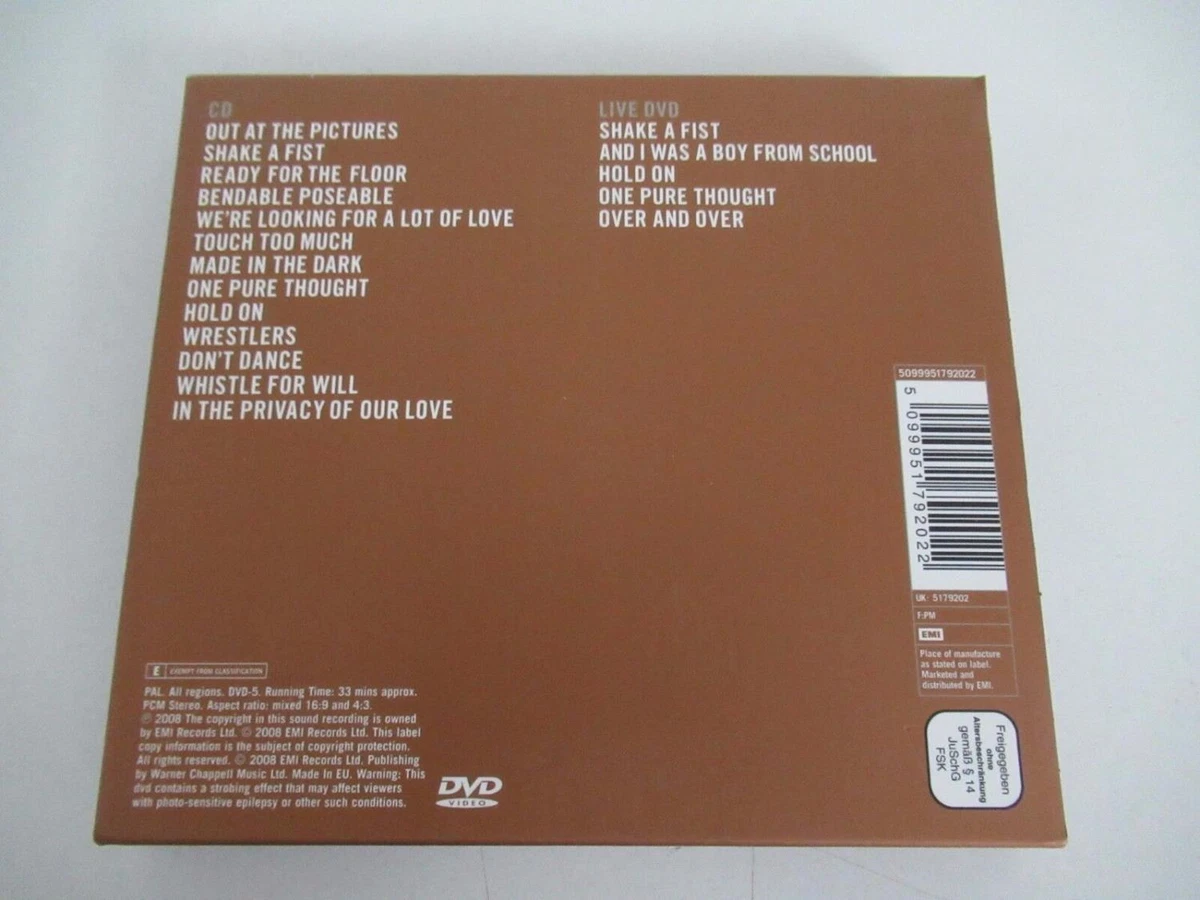 CD
OUT AT THE PICTURES
SHAKE A FIST
READY FOR THE FLOOR
BENDABLE POSEABLE
WE'RE LOOKING FOR A LOT OF LOVE
TOUCH TOO MUCH
MADE IN THE DARK
ONE PURE THOUGHT
HOLD ON
WRESTLERS
DON'T DANCE
WHISTLE FOR WILL
IN THE PRIVACY OF OUR LOVE
LIVE DVD
SHAKE A FIST
AND I WAS A BOY FROM SCHOOL
HOLD ON
ONE PURE THOUGHT
OVER AND OVER
5099951792022
5 099951 792022
UK: 5179202
F:PM
EMI
Place of manufacture
as stated on label.
Marketed and
distributed by EMI.
E EXEMPT FROM CLASSIFICATION
PAL. All regions. DVD-5. Running Time: 33 mins approx.
PCM Stereo. Aspect ratio: mixed 16:9 and 4:3.
℗ 2008 The copyright in this sound recording is owned
by EMI Records Ltd. © 2008 EMI Records Ltd. This label
copy information is the subject of copyright protection.
All rights reserved. © 2008 EMI Records Ltd. Publishing
by Warner Chappell Music Ltd. Made in EU. Warning: This
dvd contains a strobing effect that may affect viewers
with photo-sensitive epilepsy or other such conditions.
DVD
VIDEO
Freigegeben
ohne
Altersbeschränkung
gemäß § 14
JuSchG
FSK